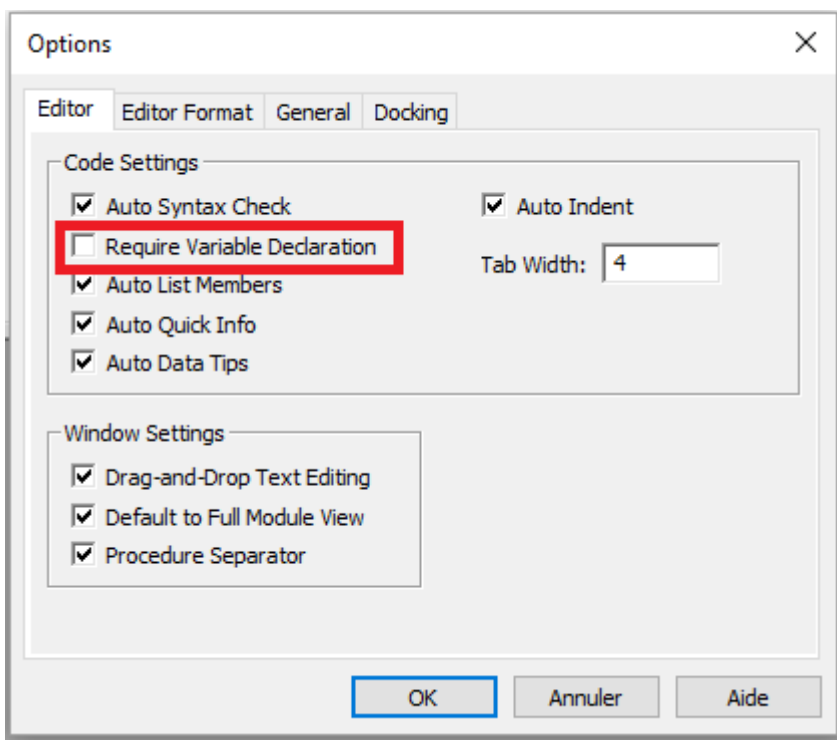 Options
Editor Editor Format General Docking
Code Settings
Auto Syntax Check Auto Indent
Require Variable Declaration
Tab Width: 4
Auto List Members
Auto Quick Info
Auto Data Tips
Window Settings
Drag-and-Drop Text Editing
Default to Full Module View
Procedure Separator
OK Annuler Aide